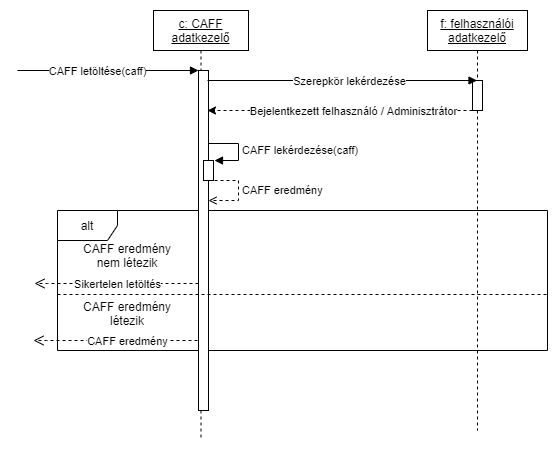 c: CAFF
adatkezelő
f: felhasználói
adatkezelő
CAFF letöltése(caff)
Szerepkör lekérdezése
Bejelentkezett felhasználó / Adminisztrátor
CAFF lekérdezése(caff)
CAFF eredmény
alt
CAFF eredmény
nem létezik
Sikertelen letöltés
CAFF eredmény
létezik
CAFF eredmény